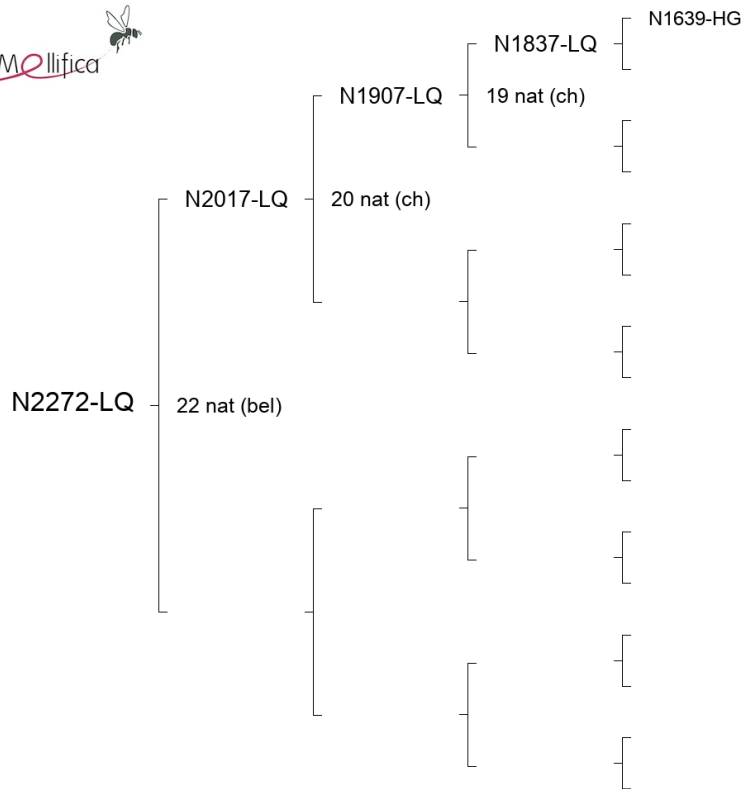 Mellifica
N1639-HG
N1837-LQ
N1907-LQ
19 nat (ch)
N2017-LQ
20 nat (ch)
N2272-LQ
22 nat (bel)